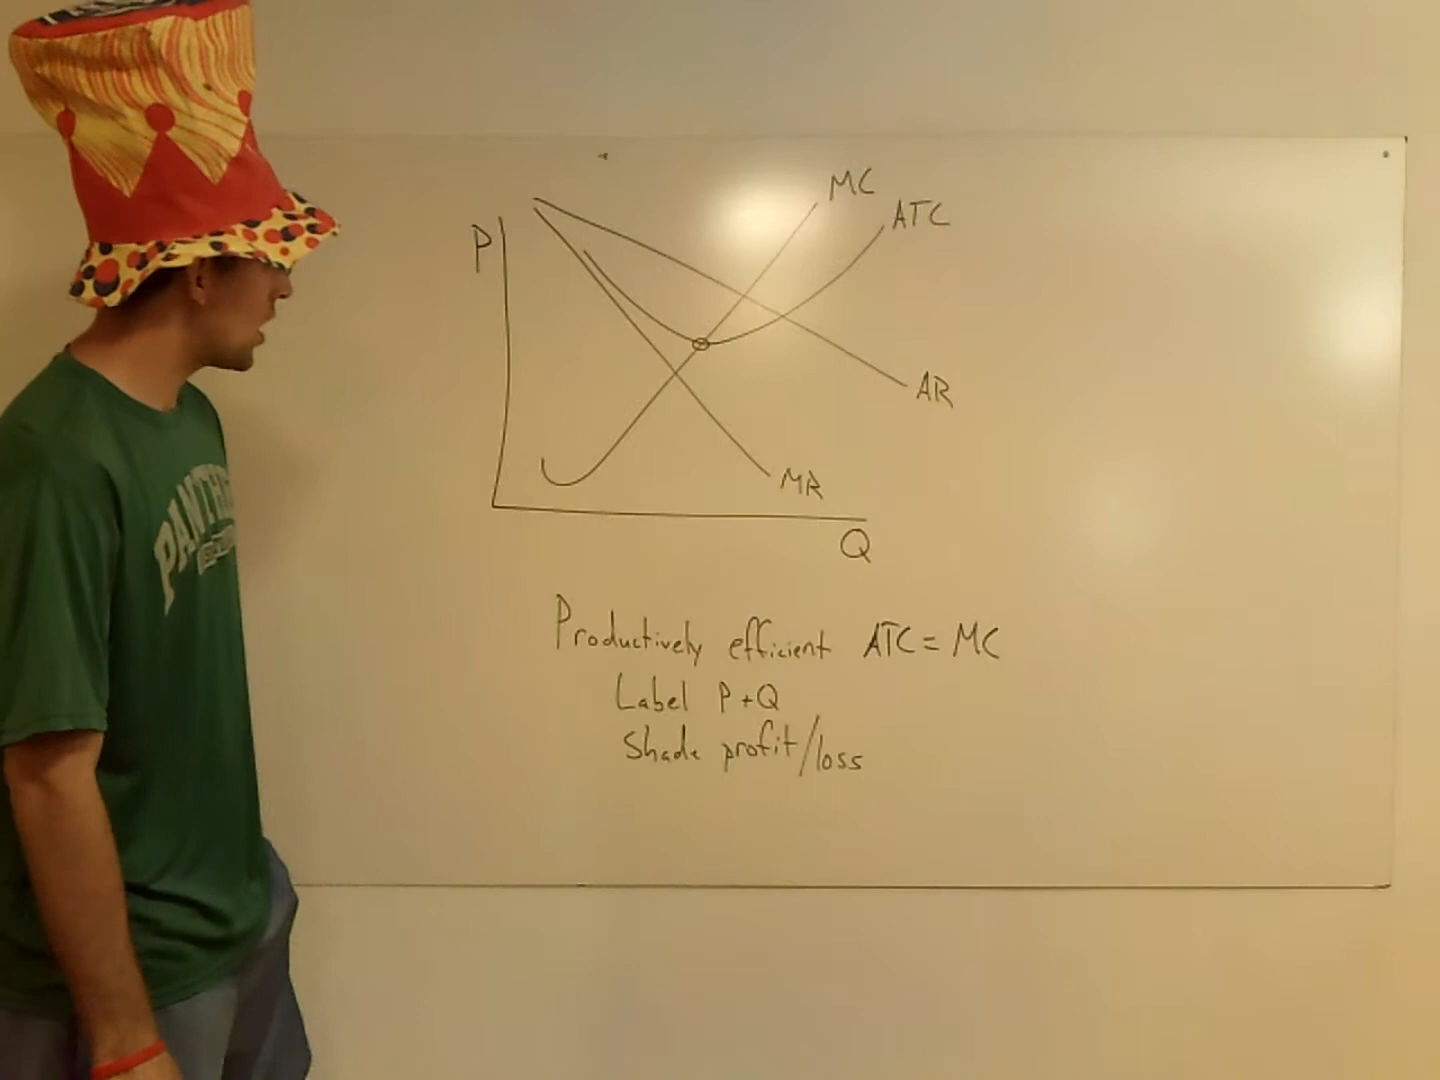 MC
ATC
P
AR
MR
Q
Productively efficient ATC = MC
Label P + Q
Shade profit/loss